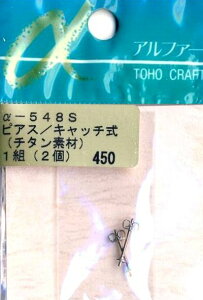 α
アルファー
TOHO CRAFT
α-548S
ピアス/キャッチ式
(チタン素材)
1組(2個) 450